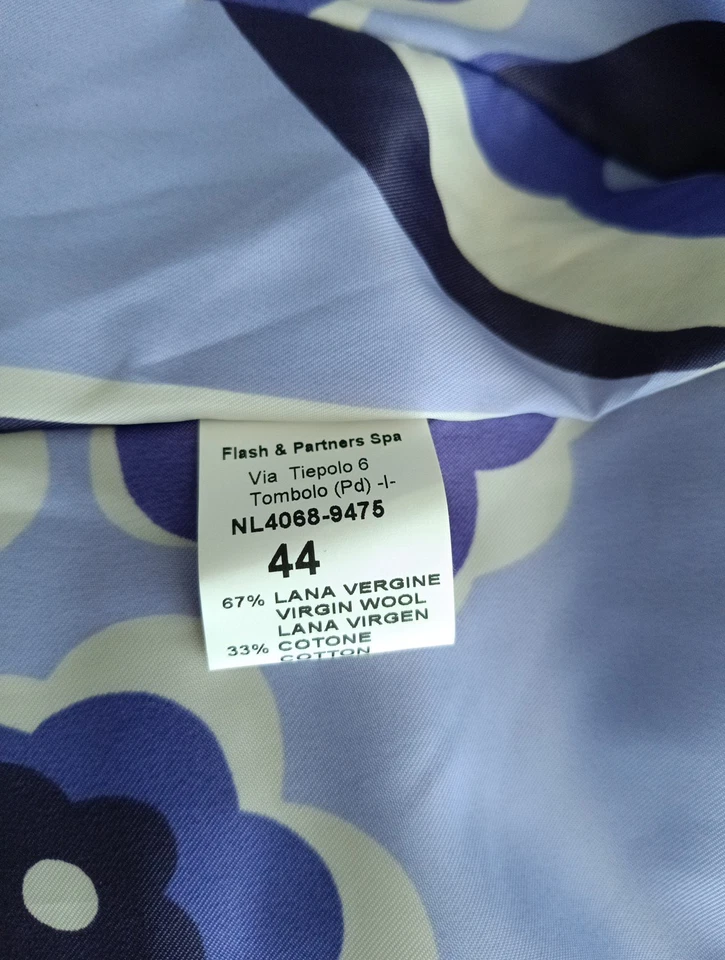 Flash & Partners Spa
Via Tiepolo 6
Tombolo (Pd) -I-
NL4068-9475
44
67% LANA VERGINE
VIRGIN WOOL
LANA VIRGEN
33% COTONE
COTTON